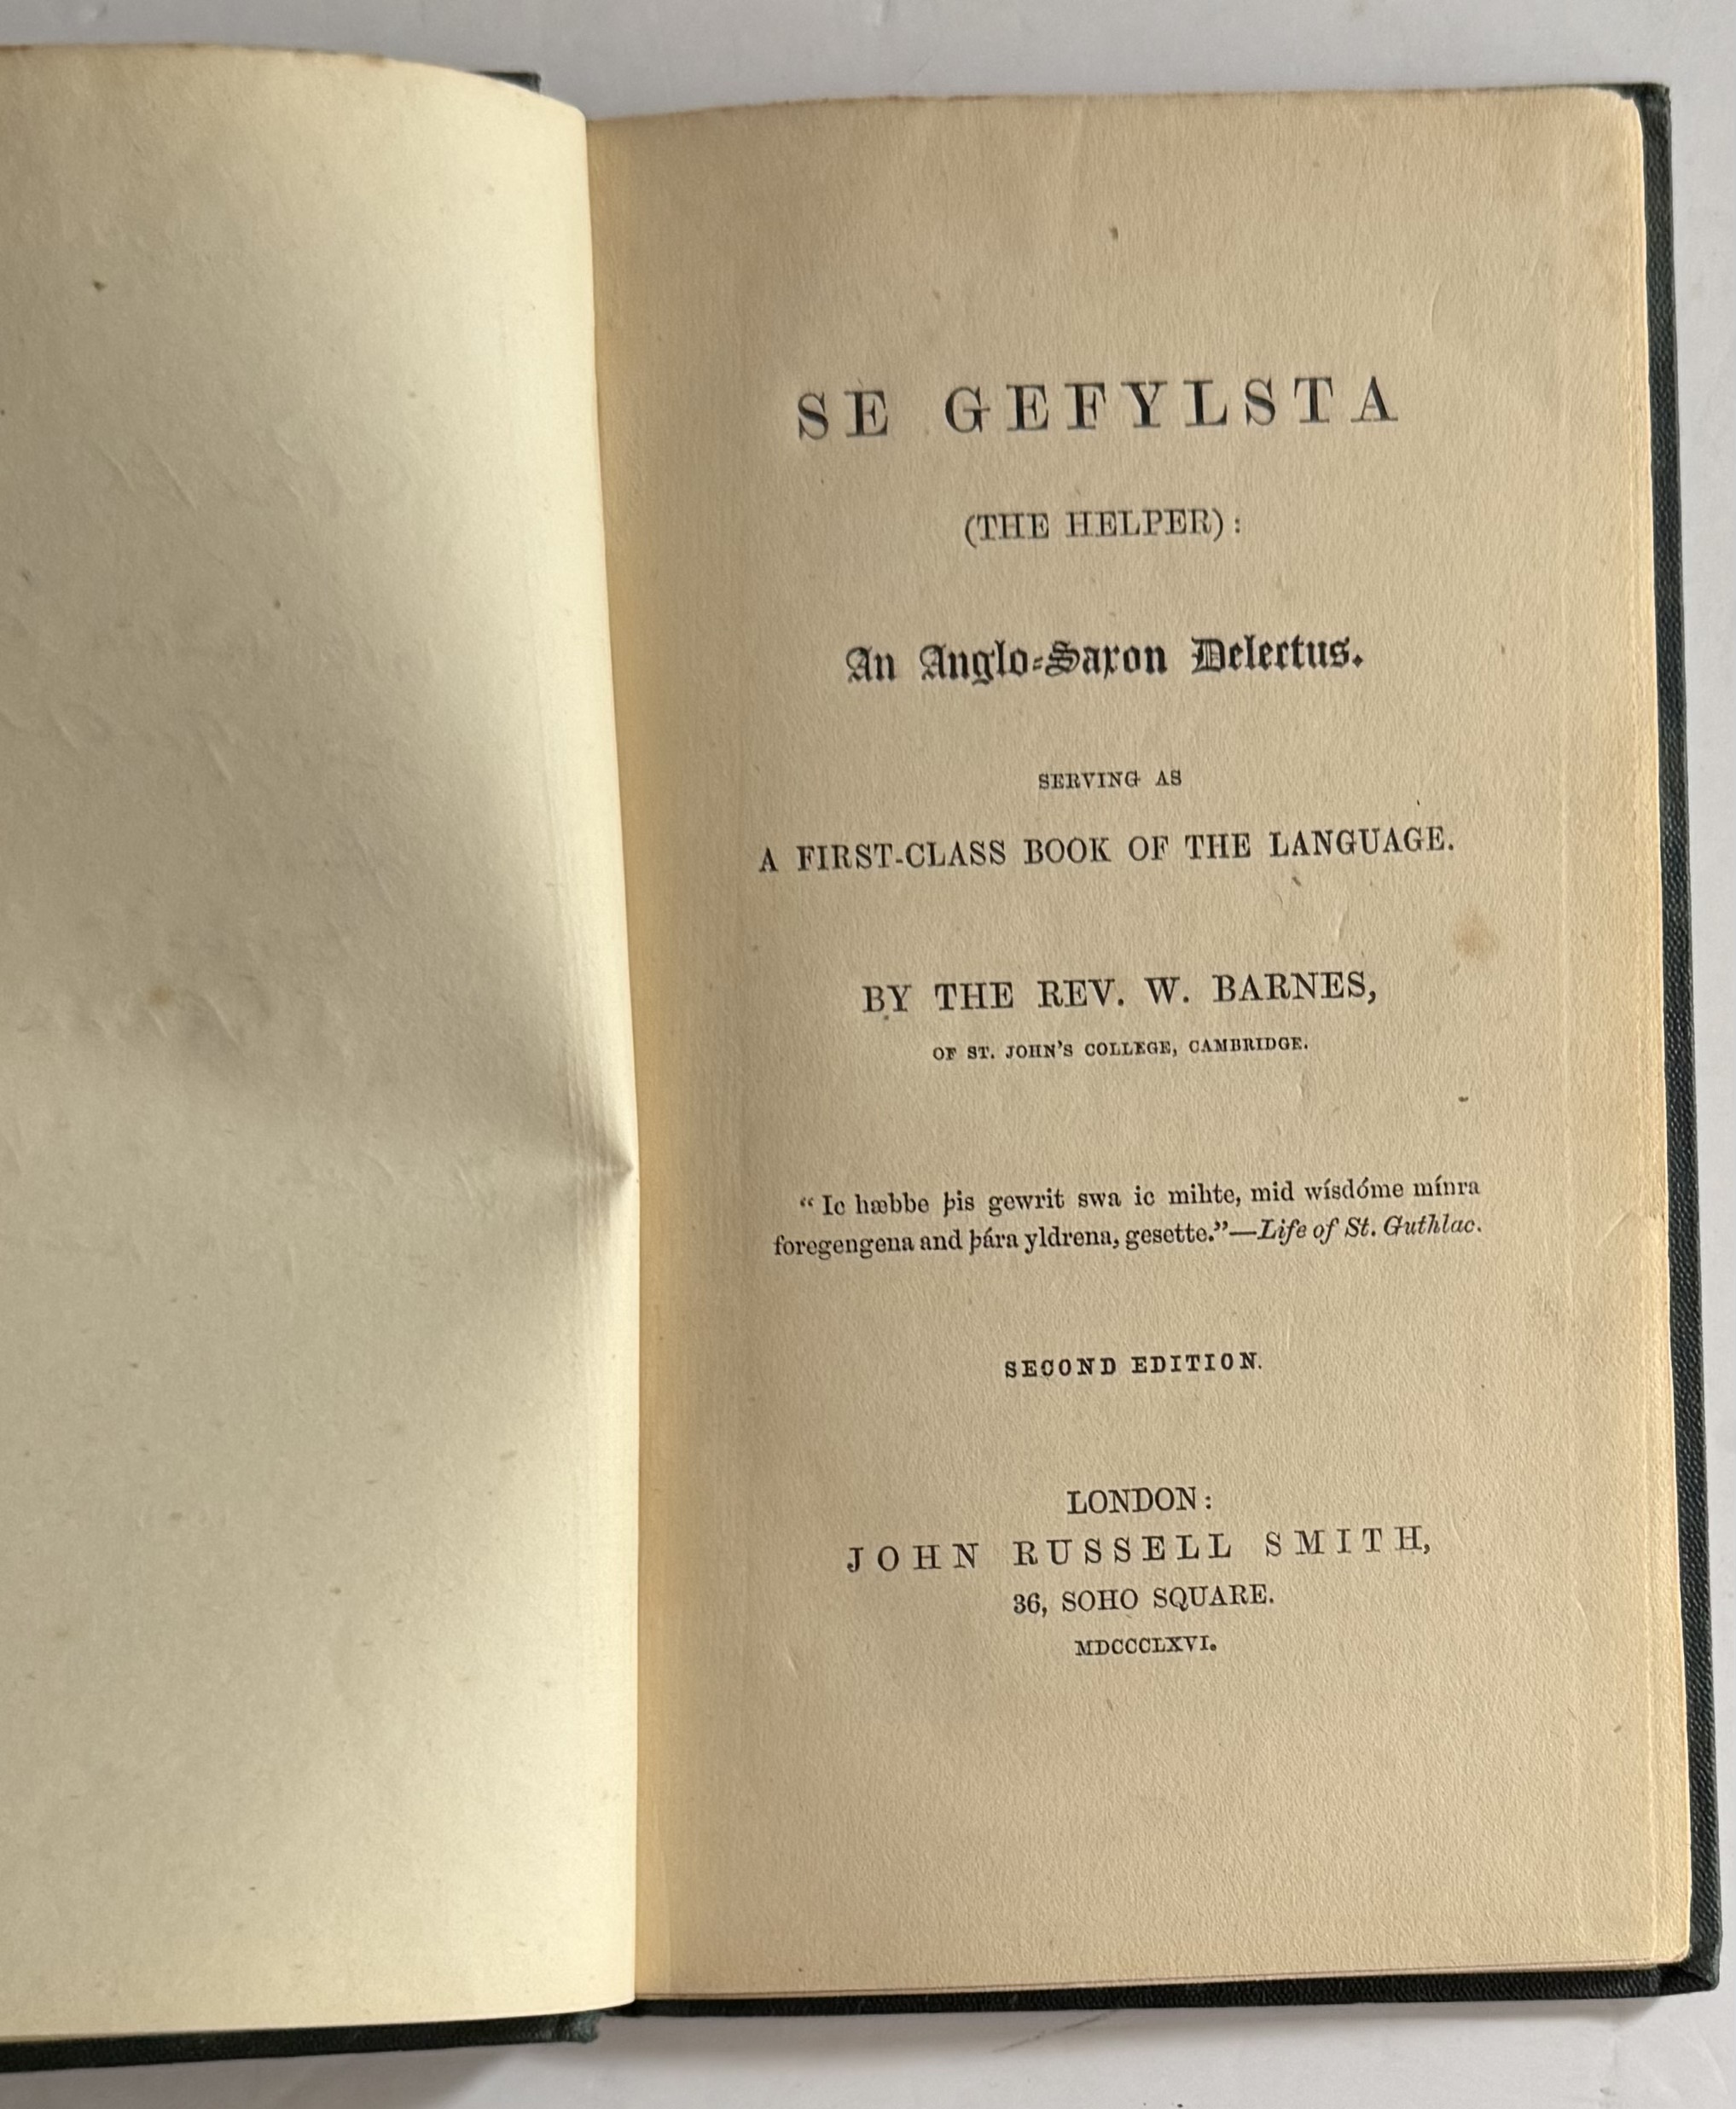 SE GEFYLSTA
(THE HELPER):
An Anglo-Saxon Delectus.
SERVING AS
A FIRST-CLASS BOOK OF THE LANGUAGE.
BY THE REV. W. BARNES,
OF ST. JOHN'S COLLEGE, CAMBRIDGE.
“Ic hæbbe þis gewrit swa ic mihte, mid wísdóme mínra
foregengena and þára yldrena, gesette.”—Life of St. Guthlac.
SECOND EDITION.
LONDON:
JOHN RUSSELL SMITH,
36, SOHO SQUARE.
MDCCCLXVI.